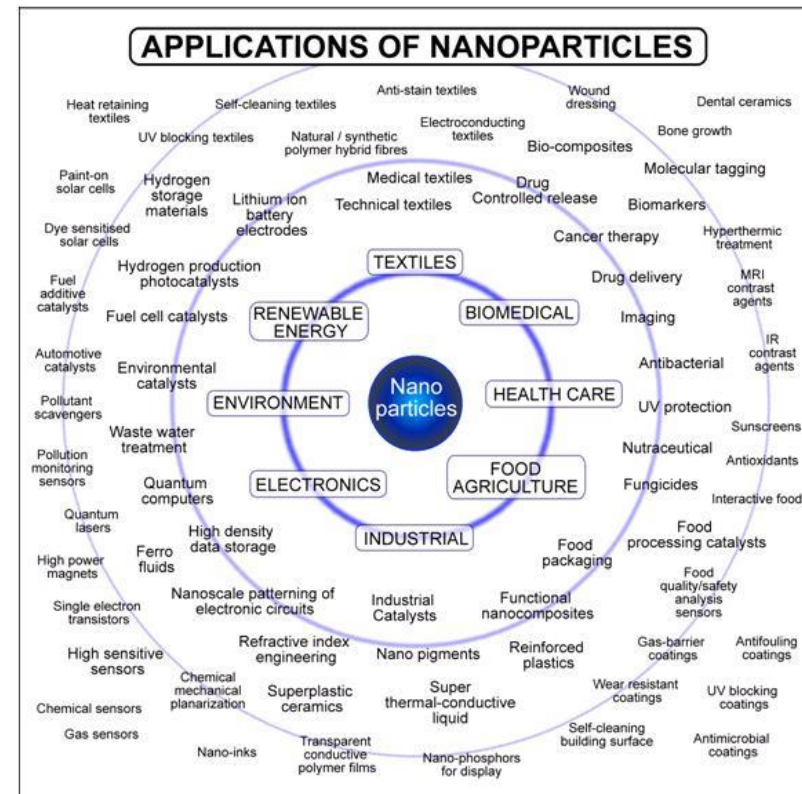 APPLICATIONS OF NANOPARTICLES
Anti-stain textiles
Wound
dressing
Heat retaining
textiles
Self-cleaning textiles
Dental ceramics
UV blocking textiles
Natural / synthetic
polymer hybrid fibres
Electroconducting
textiles
Bio-composites
Bone growth
Paint-on
solar cells
Hydrogen
storage
materials
Lithium ion
battery
electrodes
Medical textiles
Technical textiles
Drug
Controlled release
Molecular tagging
Biomarkers
Dye sensitised
solar cells
Cancer therapy
Hyperthermic
treatment
TEXTILES
Hydrogen production
photocatalysts
Drug delivery
MRI
contrast
agents
Fuel
additive
catalysts
Fuel cell catalysts
RENEWABLE
ENERGY
BIOMEDICAL
Imaging
IR
contrast
agents
Automotive
catalysts
Environmental
catalysts
Nano
particles
Antibacterial
Pollutant
scavengers
ENVIRONMENT
HEALTH CARE
UV protection
Sunscreens
Waste water
treatment
Nutraceutical
Pollution
monitoring
sensors
Antioxidants
Quantum
computers
ELECTRONICS
FOOD
AGRICULTURE
Fungicides
Interactive food
Quantum
lasers
High density
data storage
INDUSTRIAL
Food
packaging
Food
processing catalysts
High power
magnets
Ferro
fluids
Food
quality/safety
analysis
sensors
Single electron
transistors
Nanoscale patterning of
electronic circuits
Industrial
Catalysts
Functional
nanocomposites
High sensitive
sensors
Refractive index
engineering
Nano pigments
Reinforced
plastics
Gas-barrier
coatings
Antifouling
coatings
Chemical
mechanical
planarization
Superplastic
ceramics
Super
thermal-conductive
liquid
Wear resistant
coatings
UV blocking
coatings
Chemical sensors
Gas sensors
Self-cleaning
building surface
Antimicrobial
coatings
Nano-inks
Transparent
conductive
polymer films
Nano-phosphors
for display